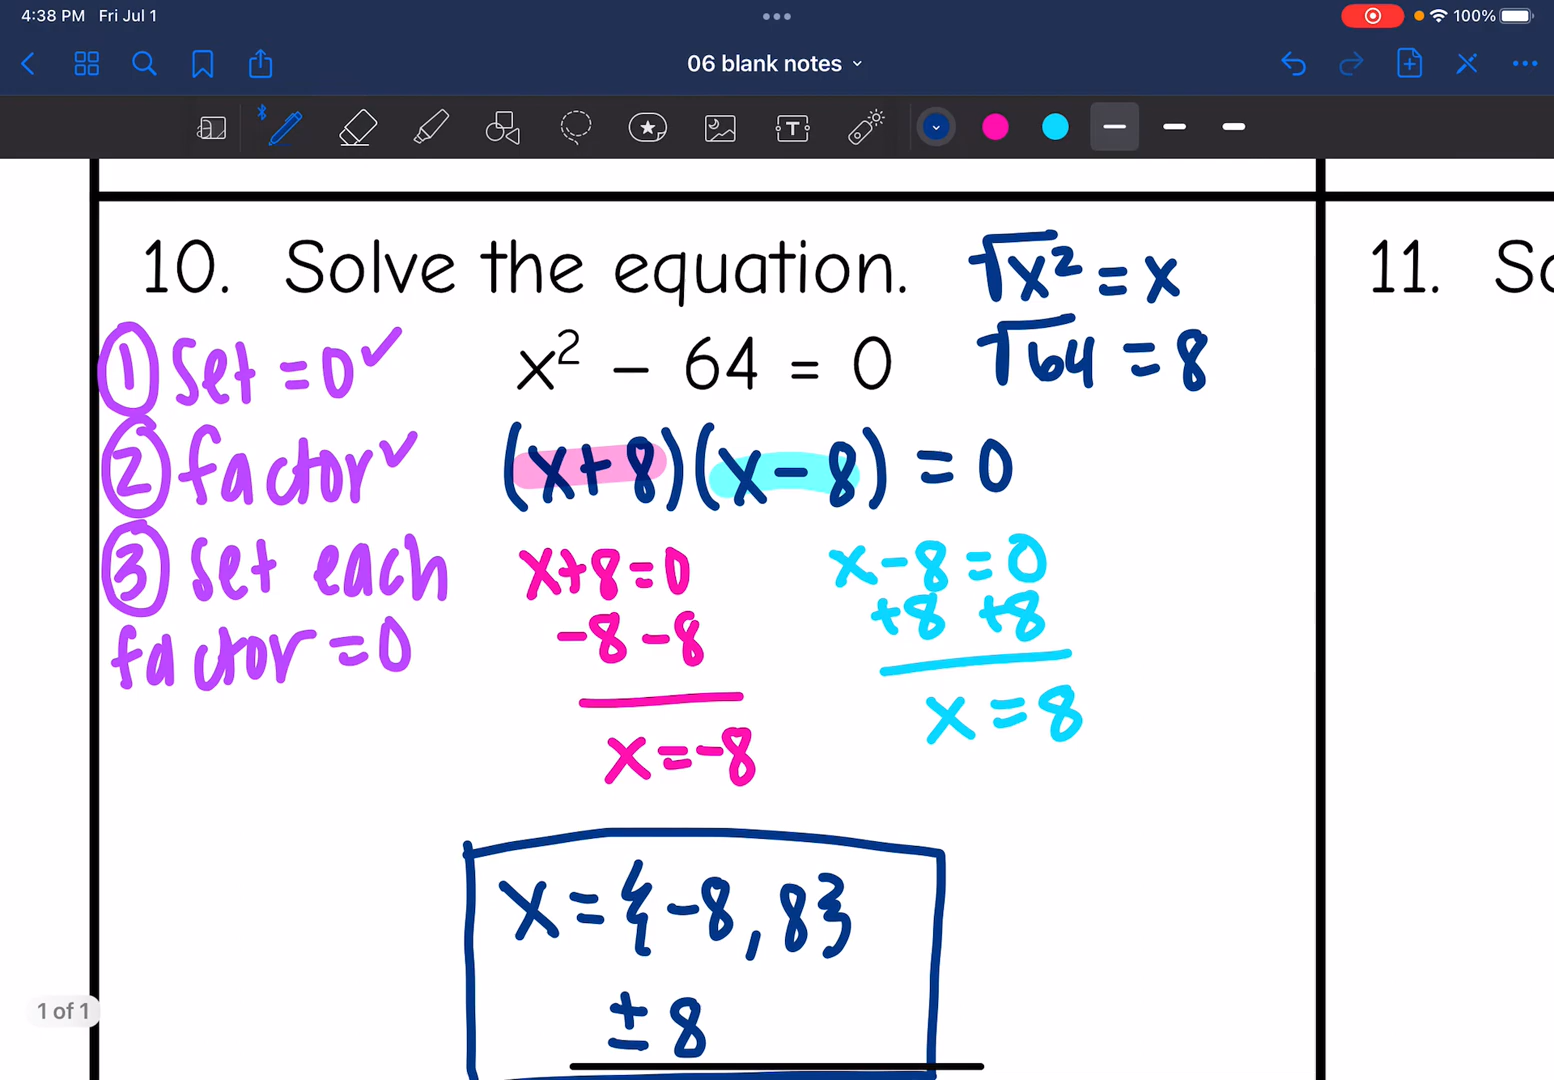 4:38 PM Fri Jul 1
100%
06 blank notes
T
10. Solve the equation.
√x² = x
11. So
① Set = 0 ✓
x² − 64 = 0
√64 = 8
② factor ✓
(x+8)(x−8) = 0
③ Set each
factor = 0
x+8=0
−8 −8
x=−8
x−8=0
+8 +8
x=8
x={−8, 8}
± 8
1 of 1